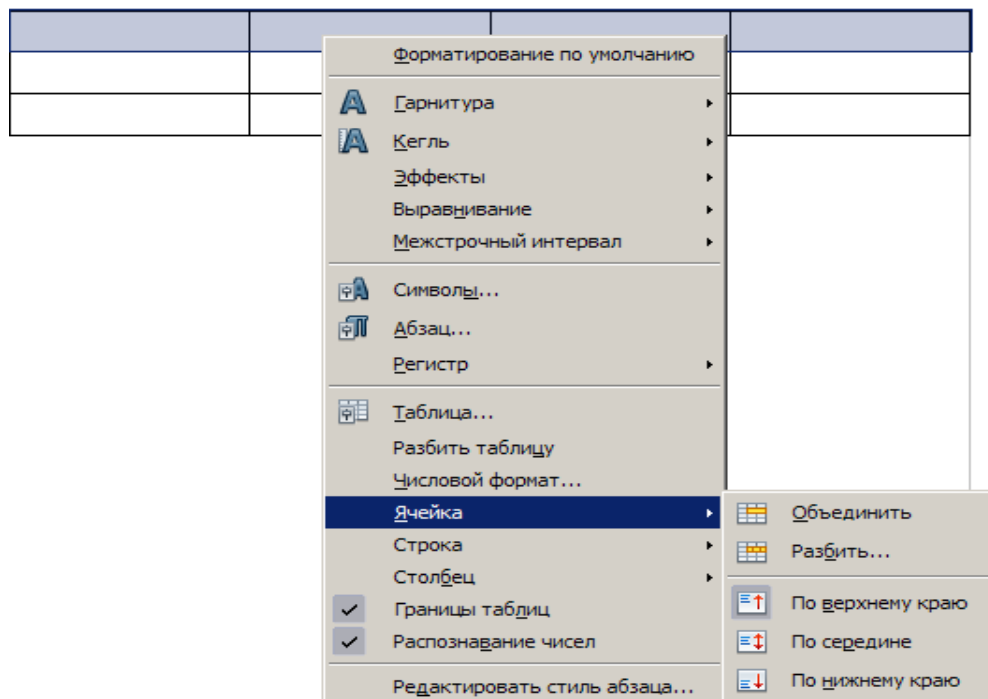 Форматирование по умолчанию
Гарнитура
Кегль
Эффекты
Выравнивание
Межстрочный интервал
Символы...
Абзац...
Регистр
Таблица...
Разбить таблицу
Числовой формат...
Ячейка
Строка
Столбец
Границы таблиц
Распознавание чисел
Редактировать стиль абзаца...
Объединить
Разбить...
По верхнему краю
По середине
По нижнему краю